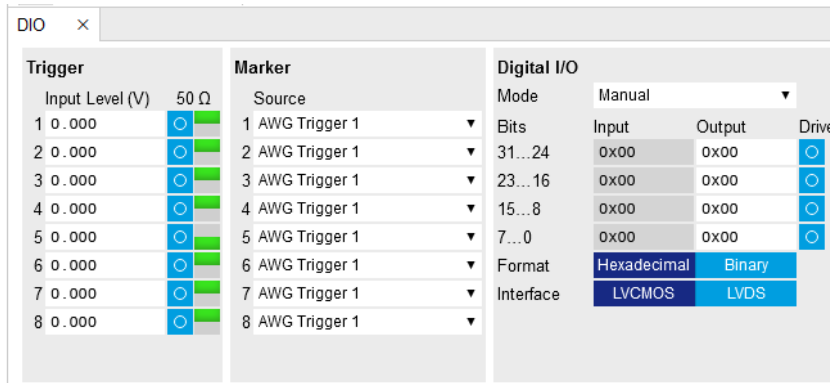 DIO ×
Trigger
Input Level (V) 50 Ω
1 0.000
2 0.000
3 0.000
4 0.000
5 0.000
6 0.000
7 0.000
8 0.000
Marker
Source
1 AWG Trigger 1
2 AWG Trigger 1
3 AWG Trigger 1
4 AWG Trigger 1
5 AWG Trigger 1
6 AWG Trigger 1
7 AWG Trigger 1
8 AWG Trigger 1
Digital I/O
Mode Manual
Bits Input Output Drive
31...24 0x00 0x00
23...16 0x00 0x00
15...8 0x00 0x00
7...0 0x00 0x00
Format Hexadecimal Binary
Interface LVCMOS LVDS